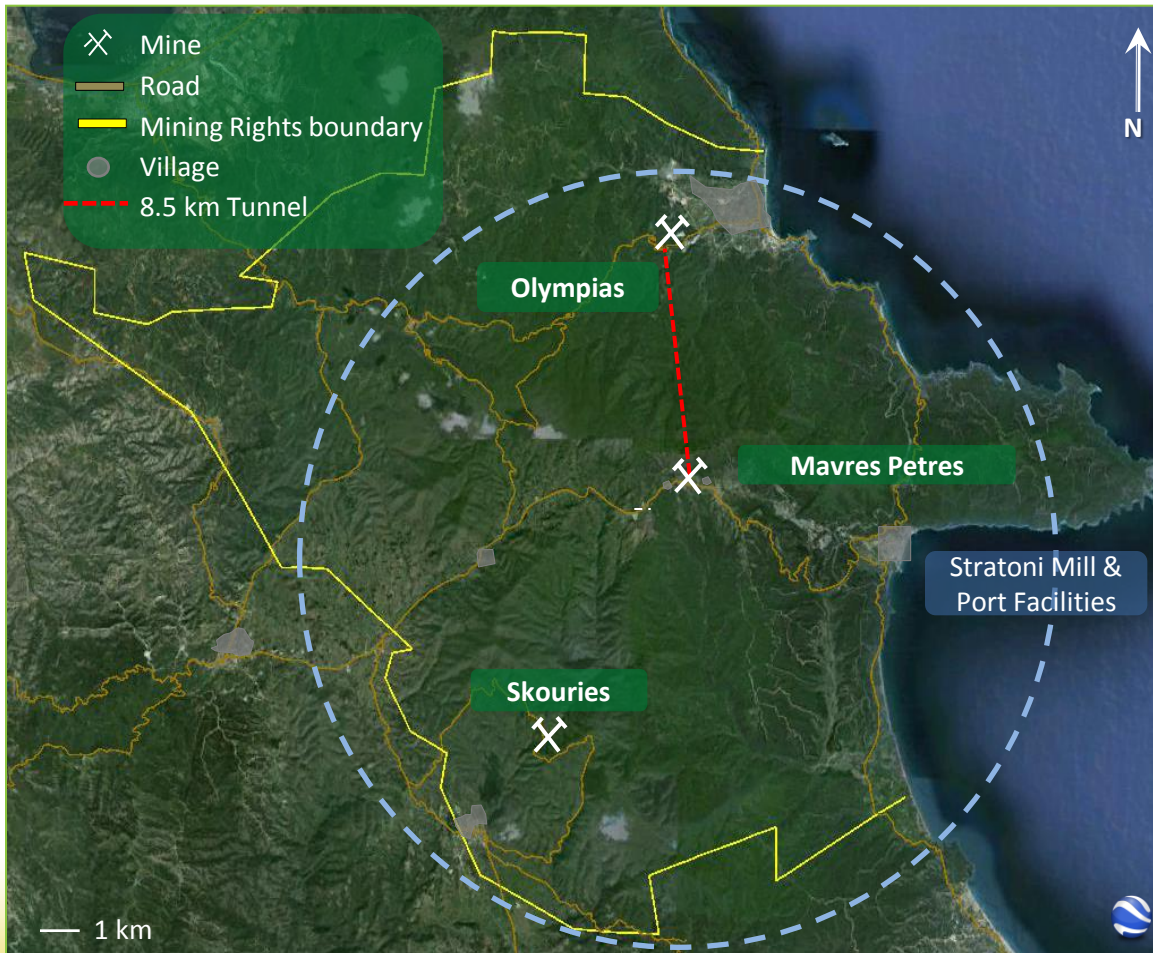 Mine
Road
Mining Rights boundary
Village
8.5 km Tunnel
N
Olympias
Mavres Petres
Stratoni Mill &
Port Facilities
Skouries
1 km